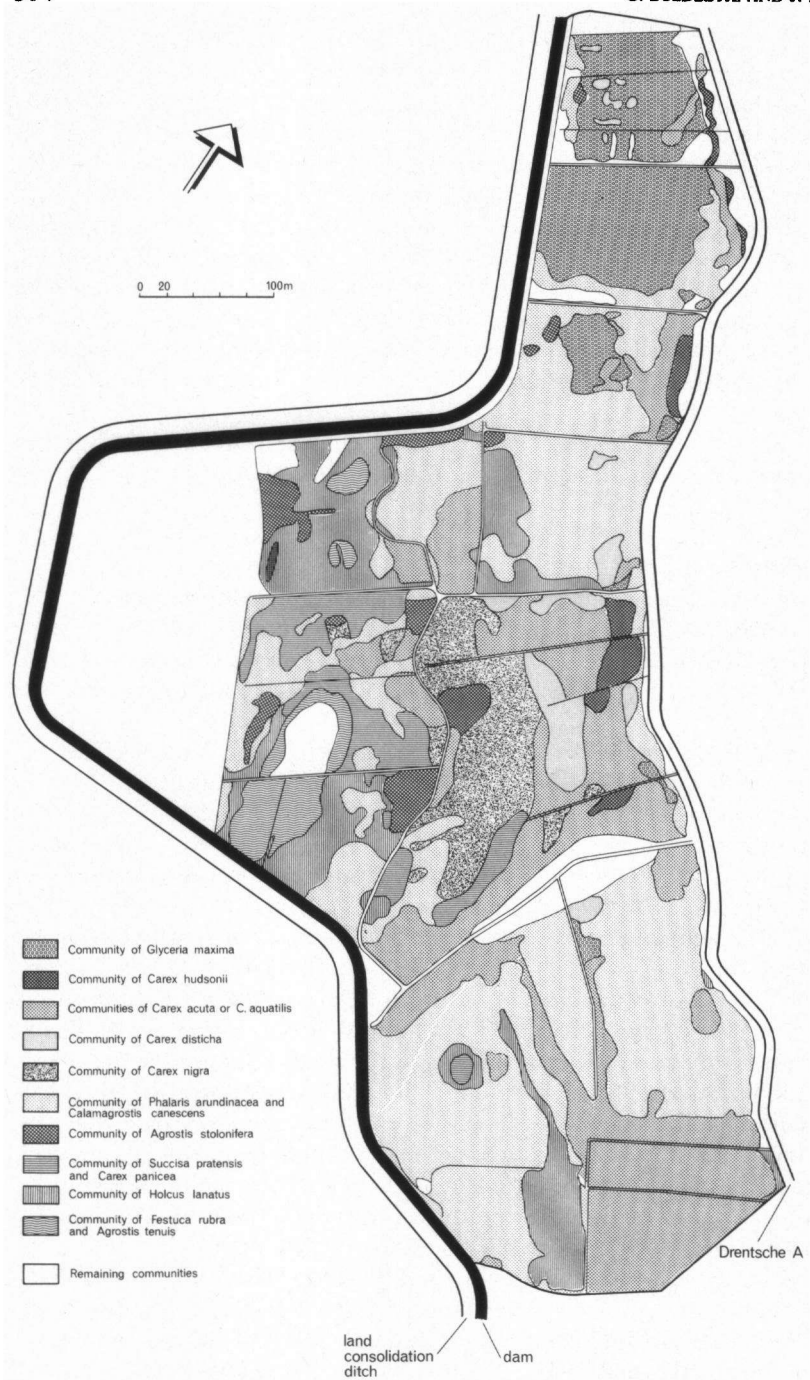 0 20 100m
Community of Glyceria maxima
Community of Carex hudsonii
Communities of Carex acuta or C. aquatilis
Community of Carex disticha
Community of Carex nigra
Community of Phalaris arundinacea and
Calamagrostis canescens
Community of Agrostis stolonifera
Community of Succisa pratensis
and Carex panicea
Community of Holcus lanatus
Community of Festuca rubra
and Agrostis tenuis
Remaining communities
Drentsche A
land
consolidation
ditch
dam